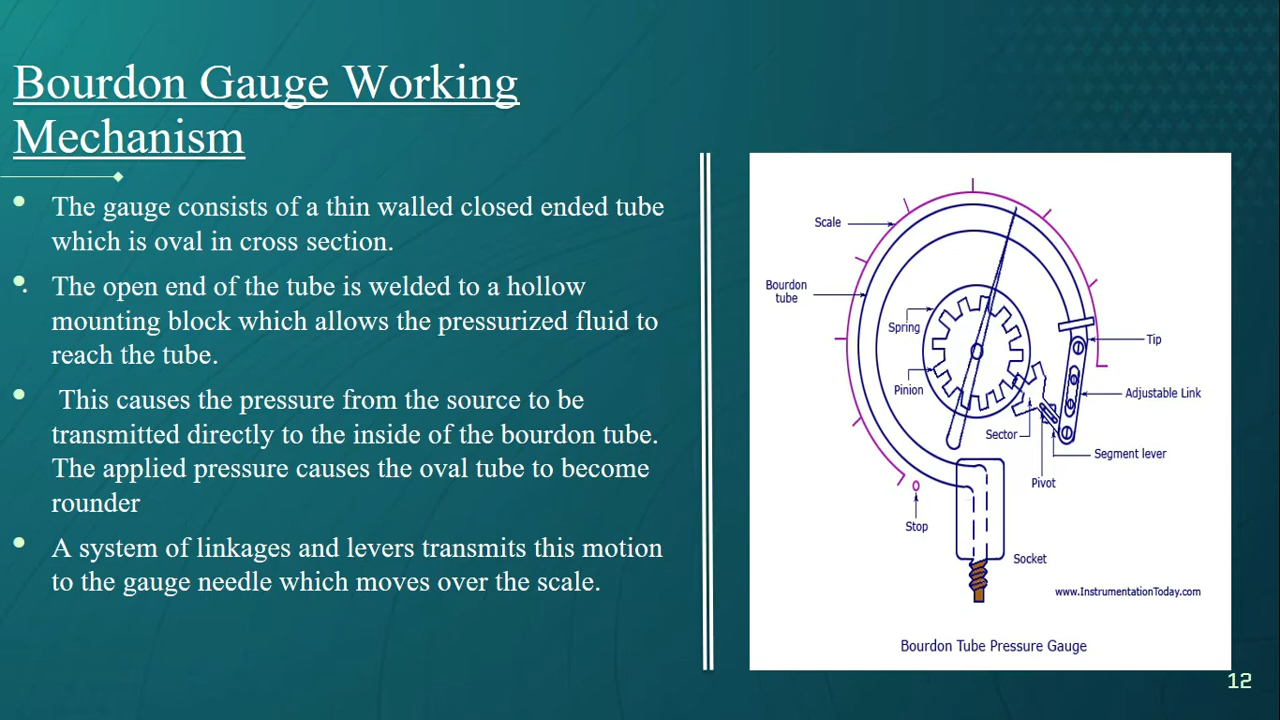 Bourdon Gauge Working
Mechanism
• The gauge consists of a thin walled closed ended tube
which is oval in cross section.
• The open end of the tube is welded to a hollow
mounting block which allows the pressurized fluid to
reach the tube.
• This causes the pressure from the source to be
transmitted directly to the inside of the bourdon tube.
The applied pressure causes the oval tube to become
rounder
• A system of linkages and levers transmits this motion
to the gauge needle which moves over the scale.
Scale
Bourdon
tube
Spring
Pinion
Tip
Adjustable Link
Sector
Segment lever
Pivot
Stop
Socket
www.InstrumentationToday.com
Bourdon Tube Pressure Gauge
12